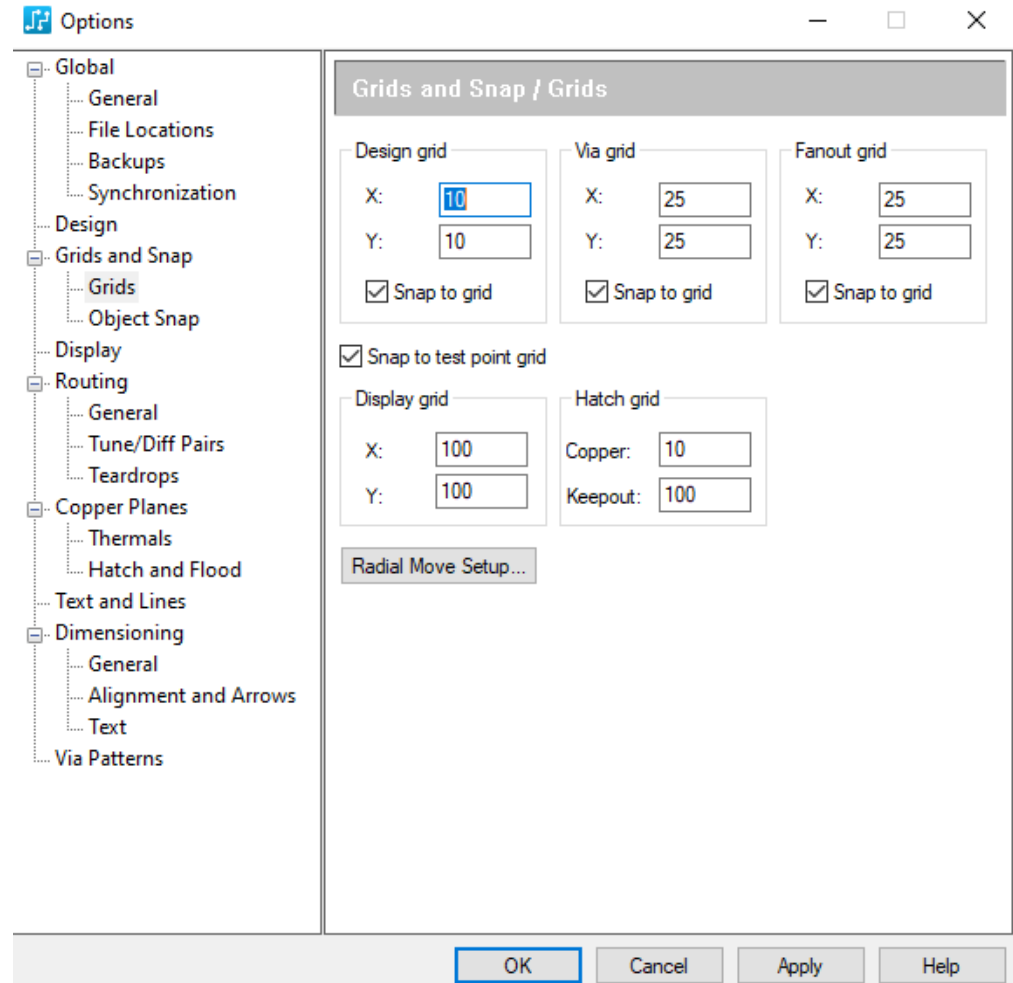 Options
Global
General
File Locations
Backups
Synchronization
Design
Grids and Snap
Grids
Object Snap
Display
Routing
General
Tune/Diff Pairs
Teardrops
Copper Planes
Thermals
Hatch and Flood
Text and Lines
Dimensioning
General
Alignment and Arrows
Text
Via Patterns
Grids and Snap / Grids
Design grid
X: 10
Y: 10
Snap to grid
Via grid
X: 25
Y: 25
Snap to grid
Fanout grid
X: 25
Y: 25
Snap to grid
Snap to test point grid
Display grid
X: 100
Y: 100
Hatch grid
Copper: 10
Keepout: 100
Radial Move Setup...
OK Cancel Apply Help